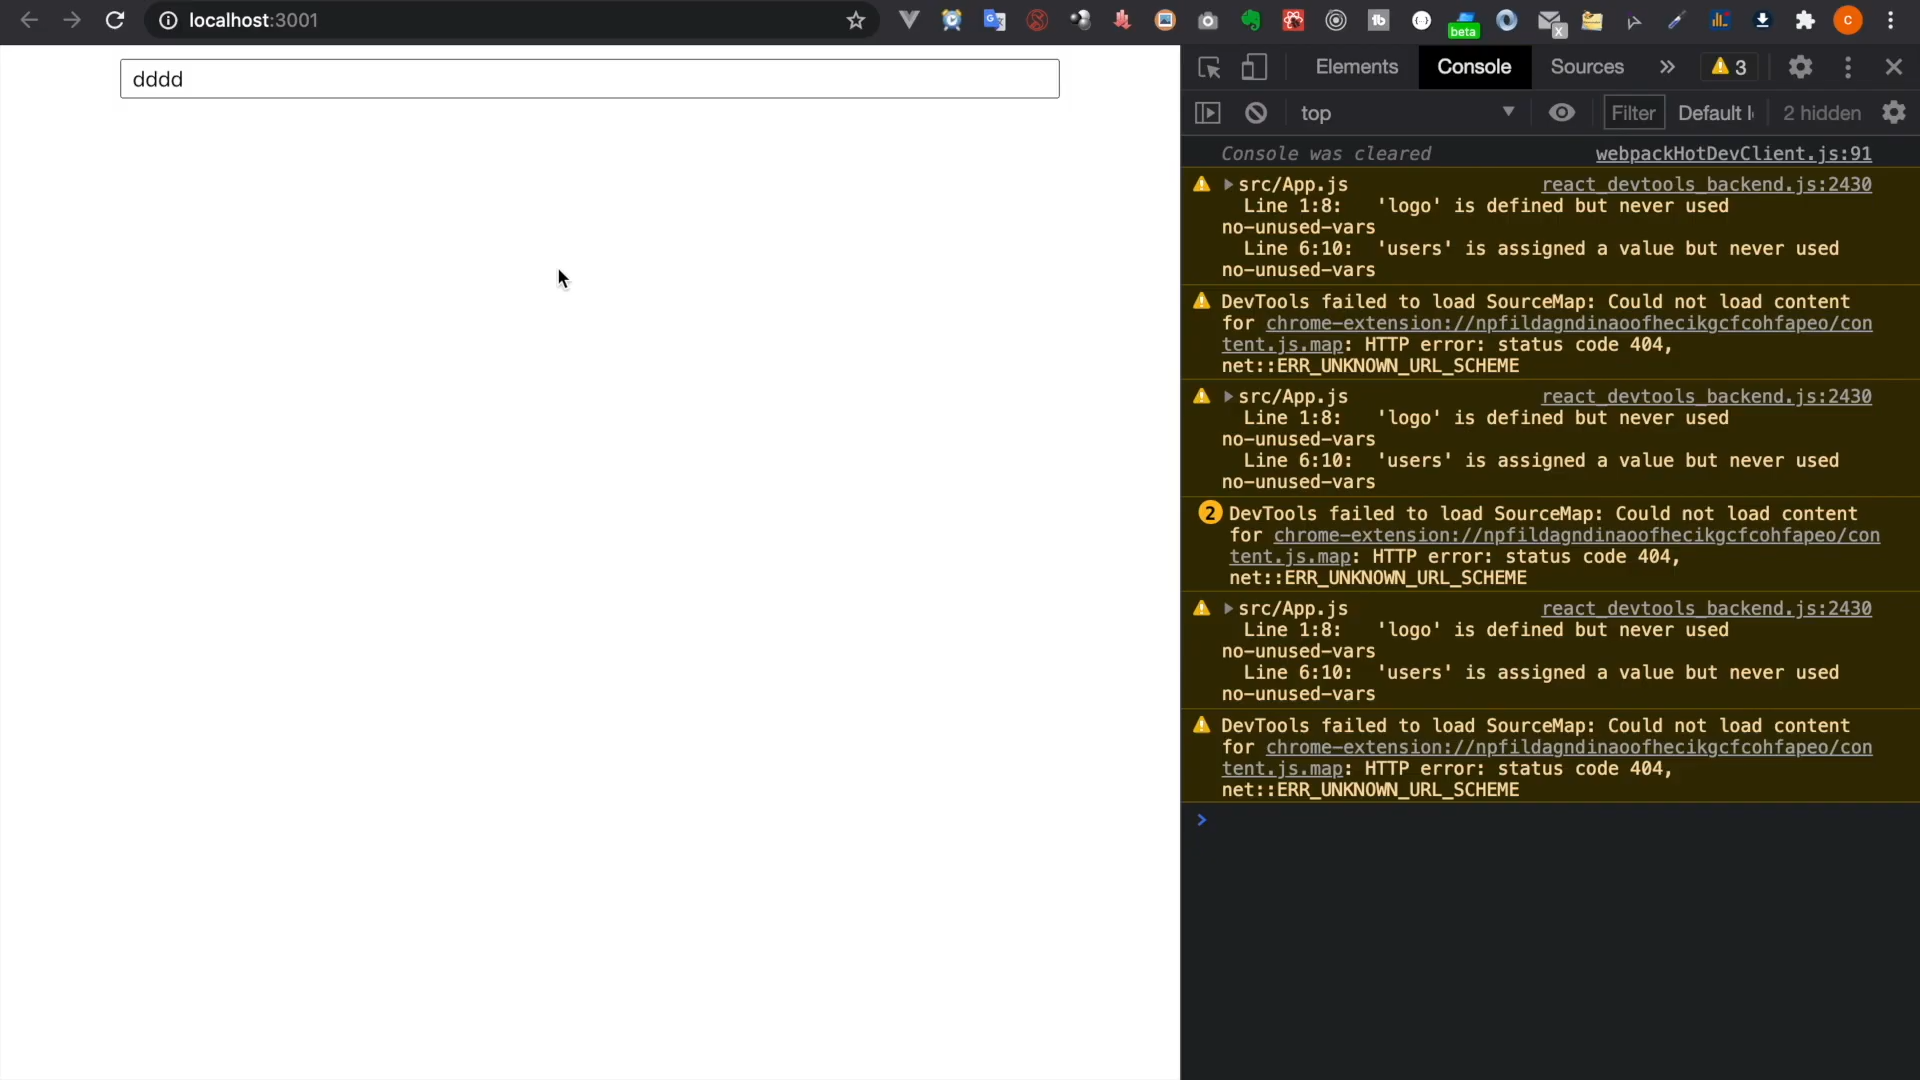 localhost:3001
beta
X
C
dddd
Elements
Console
Sources
3
top
Filter
Default l
2 hidden
Console was cleared
webpackHotDevClient.js:91
src/App.js
react_devtools_backend.js:2430
Line 1:8: 'logo' is defined but never used
no-unused-vars
Line 6:10: 'users' is assigned a value but never used
no-unused-vars
DevTools failed to load SourceMap: Could not load content
for chrome-extension://npfildagndinaoofhecikgcfcohfapeo/con
tent.js.map: HTTP error: status code 404,
net::ERR_UNKNOWN_URL_SCHEME
src/App.js
react_devtools_backend.js:2430
Line 1:8: 'logo' is defined but never used
no-unused-vars
Line 6:10: 'users' is assigned a value but never used
no-unused-vars
2
DevTools failed to load SourceMap: Could not load content
for chrome-extension://npfildagndinaoofhecikgcfcohfapeo/con
tent.js.map: HTTP error: status code 404,
net::ERR_UNKNOWN_URL_SCHEME
src/App.js
react_devtools_backend.js:2430
Line 1:8: 'logo' is defined but never used
no-unused-vars
Line 6:10: 'users' is assigned a value but never used
no-unused-vars
DevTools failed to load SourceMap: Could not load content
for chrome-extension://npfildagndinaoofhecikgcfcohfapeo/con
tent.js.map: HTTP error: status code 404,
net::ERR_UNKNOWN_URL_SCHEME